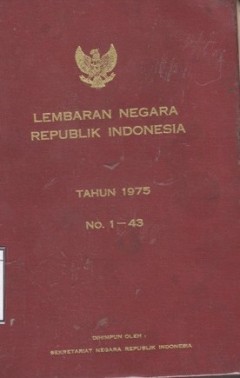 LEMBARAN NEGARA
REPUBLIK INDONESIA
TAHUN 1975
No. 1 — 43
DIHIMPUN OLEH :
SEKRETARIAT NEGARA REPUBLIK INDONESIA